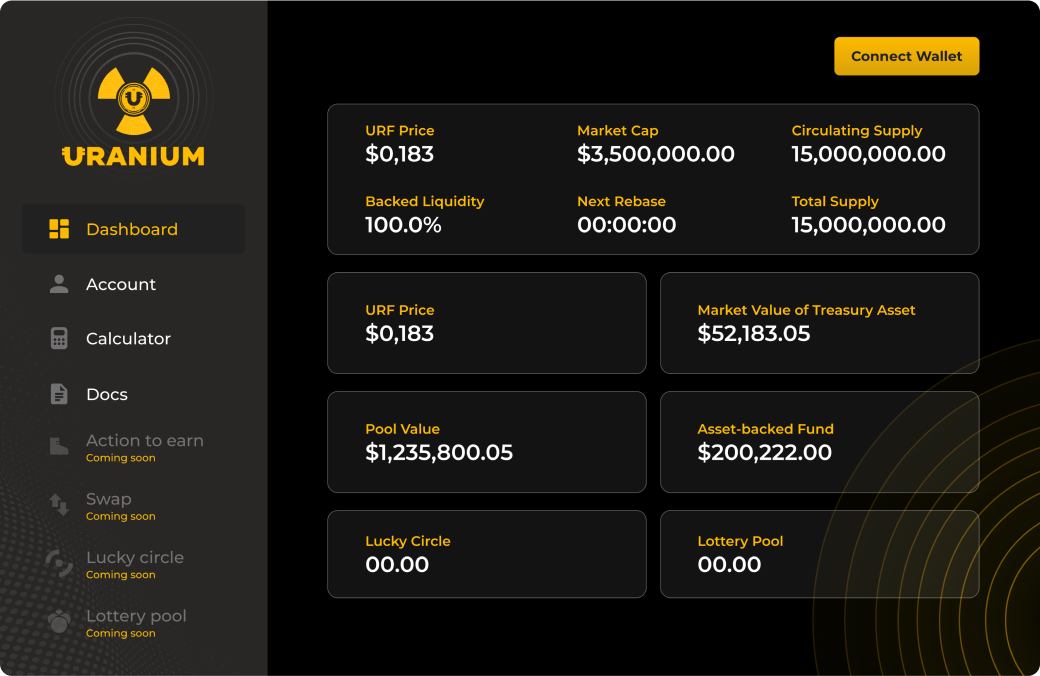 URANIUM
Dashboard
Account
Calculator
Docs
Action to earn
Coming soon
Swap
Coming soon
Lucky circle
Coming soon
Lottery pool
Coming soon
Connect Wallet
URF Price
$0,183
Market Cap
$3,500,000.00
Circulating Supply
15,000,000.00
Backed Liquidity
100.0%
Next Rebase
00:00:00
Total Supply
15,000,000.00
URF Price
$0,183
Market Value of Treasury Asset
$52,183.05
Pool Value
$1,235,800.05
Asset-backed Fund
$200,222.00
Lucky Circle
00.00
Lottery Pool
00.00